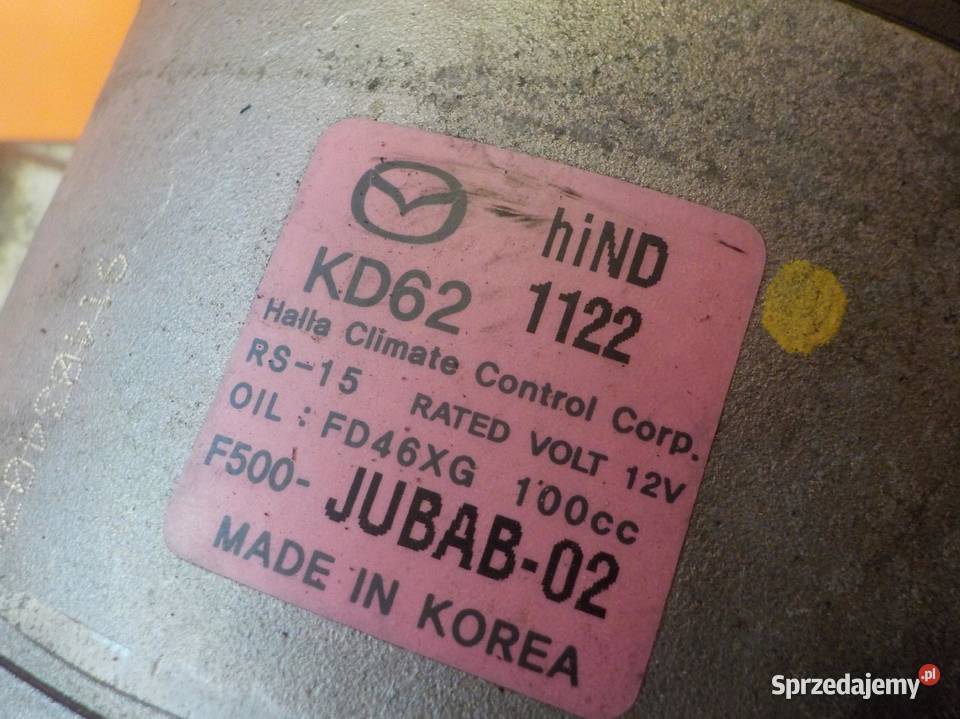 hiND
KD62 1122
Halla Climate Control Corp.
RS-15 RATED VOLT 12V
OIL : FD46XG 100cc
F500-JUBAB-02
MADE IN KOREA
Sprzedajemy.pl